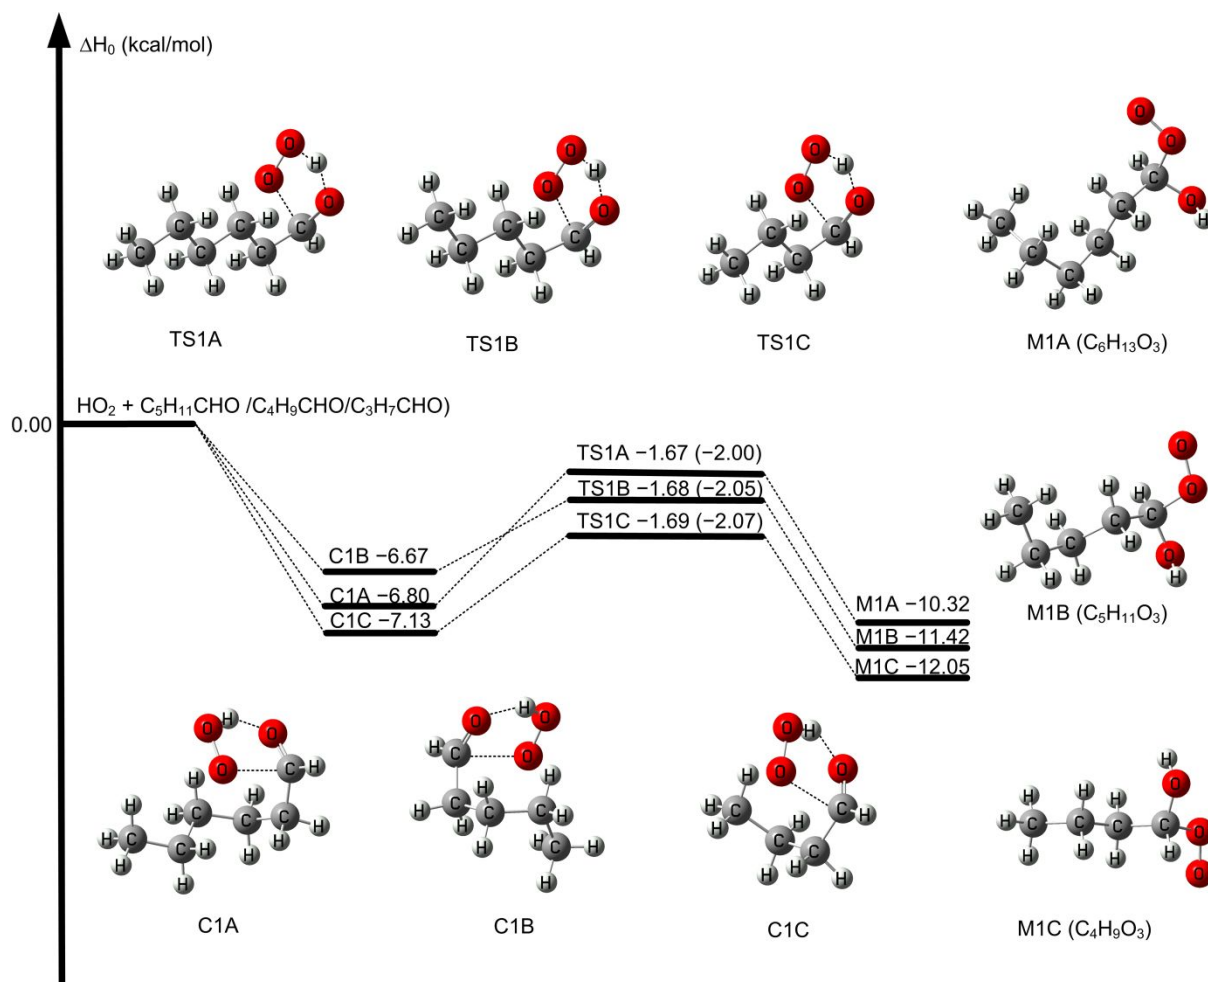 ΔH₀ (kcal/mol)
TS1A
TS1B
TS1C
M1A (C₆H₁₃O₃)
HO₂ + C₅H₁₁CHO /C₄H₉CHO/C₃H₇CHO)
0.00
TS1A −1.67 (−2.00)
TS1B −1.68 (−2.05)
TS1C −1.69 (−2.07)
C1B −6.67
C1A −6.80
C1C −7.13
M1A −10.32
M1B −11.42
M1C −12.05
M1B (C₅H₁₁O₃)
C1A
C1B
C1C
M1C (C₄H₉O₃)